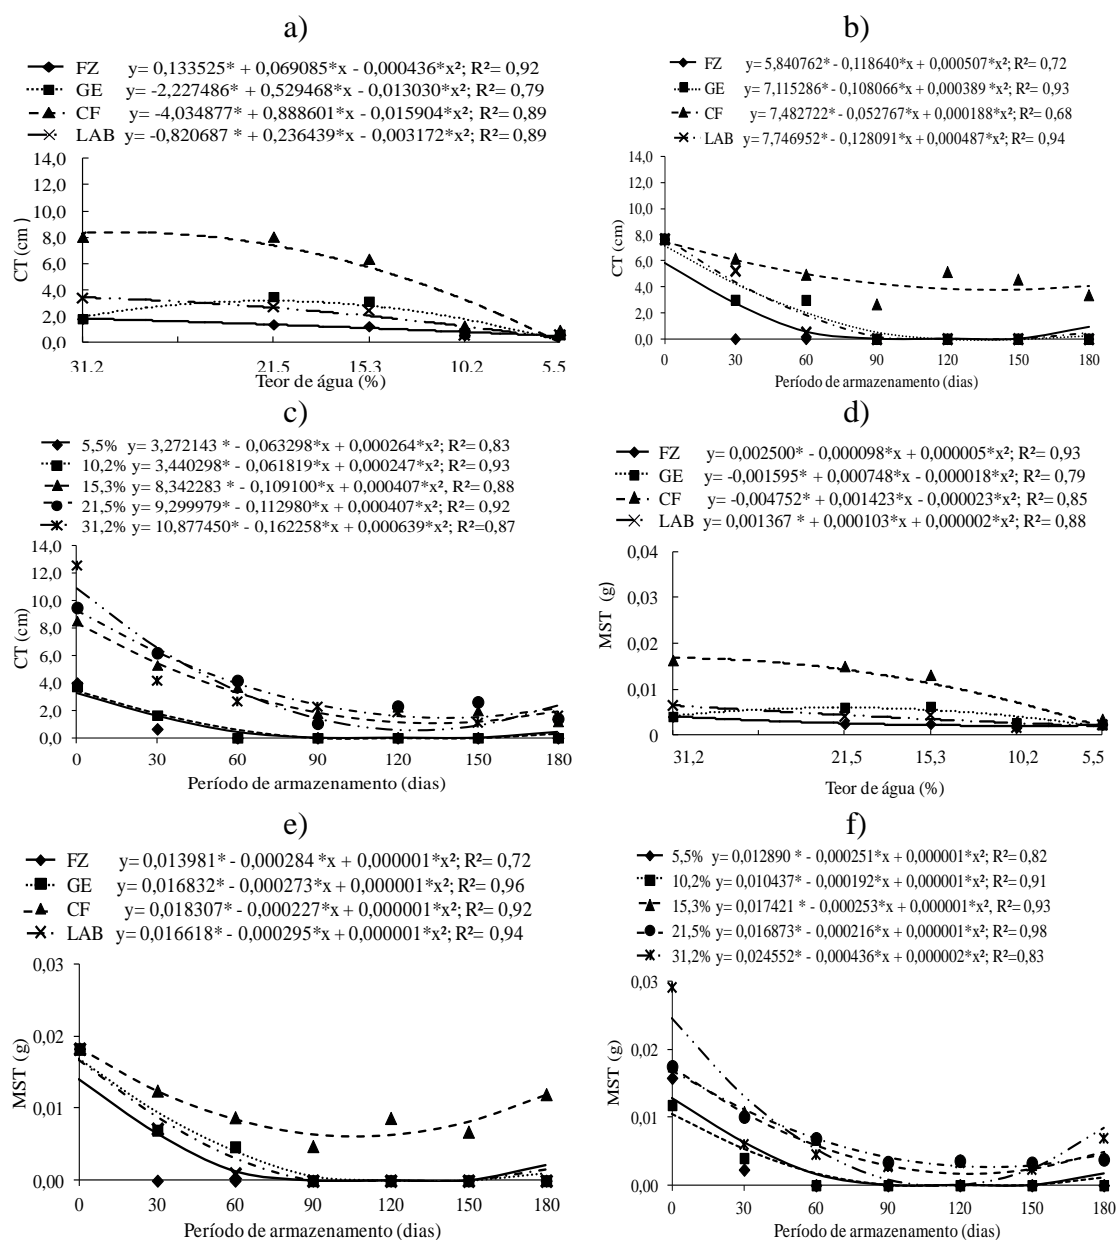 a)
FZ y= 0,133525* + 0,069085*x - 0,000436*x²; R²= 0,92
GE y= -2,227486* + 0,529468*x - 0,013030*x²; R²= 0,79
CF y= -4,034877* + 0,888601*x - 0,015904*x²; R²= 0,89
LAB y= -0,820687 * + 0,236439*x - 0,003172*x²; R²= 0,89
14,0
12,0
10,0
8,0
6,0
4,0
2,0
0,0
CT (cm )
31,2 21,5 15,3 10,2 5,5
Teor de água (%)
b)
FZ y= 5,840762* - 0,118640*x + 0,000507*x²; R²= 0,72
GE y= 7,115286* - 0,108066*x + 0,000389 *x²; R²= 0,93
CF y= 7,482722* - 0,052767*x + 0,000188*x²; R²= 0,68
LAB y= 7,746952* - 0,128091*x + 0,000487*x²; R²= 0,94
14,0
12,0
10,0
8,0
6,0
4,0
2,0
0,0
CT (cm)
0 30 60 90 120 150 180
Período de armazenamento (dias)
c)
5,5% y= 3,272143 * - 0,063298*x + 0,000264*x²; R²= 0,83
10,2% y= 3,440298* - 0,061819*x + 0,000247*x²; R²= 0,93
15,3% y= 8,342283 * - 0,109100*x + 0,000407*x², R²= 0,88
21,5% y= 9,299979* - 0,112980*x + 0,000407*x²; R²= 0,92
31,2% y= 10,877450* - 0,162258*x + 0,000639*x²; R²=0,87
14,0
12,0
10,0
8,0
6,0
4,0
2,0
0,0
CT (cm)
0 30 60 90 120 150 180
Período de armazenamento (dias)
d)
FZ y= 0,002500* - 0,000098*x + 0,000005*x²; R²= 0,93
GE y= -0,001595* + 0,000748*x - 0,000018*x²; R²= 0,79
CF y= -0,004752* + 0,001423*x - 0,000023*x²; R²= 0,85
LAB y= 0,001367 * + 0,000103*x + 0,000002*x²; R²= 0,88
0,04
0,03
0,02
0,01
0
MST (g)
31,2 21,5 15,3 10,2 5,5
Teor de água (%)
e)
FZ y= 0,013981* - 0,000284 *x + 0,000001*x²; R²= 0,72
GE y= 0,016832* - 0,000273*x + 0,000001*x²; R²= 0,96
CF y= 0,018307* - 0,000227*x + 0,000001*x²; R²= 0,92
LAB y= 0,016618* - 0,000295*x + 0,000001*x²; R²= 0,94
0,03
0,02
0,01
0,00
MST (g)
0 30 60 90 120 150 180
Período de armazenamento (dias)
f)
5,5% y= 0,012890 * - 0,000251*x + 0,000001*x²; R²= 0,82
10,2% y= 0,010437* - 0,000192*x + 0,000001*x²; R²= 0,91
15,3% y= 0,017421 * - 0,000253*x + 0,000001*x², R²= 0,93
21,5% y= 0,016873* - 0,000216*x + 0,000001*x²; R²= 0,98
31,2% y= 0,024552* - 0,000436*x + 0,000002*x²; R²=0,83
0,03
0,02
0,01
0,00
MST (g)
0 30 60 90 120 150 180
Período de armazenamento (dias)